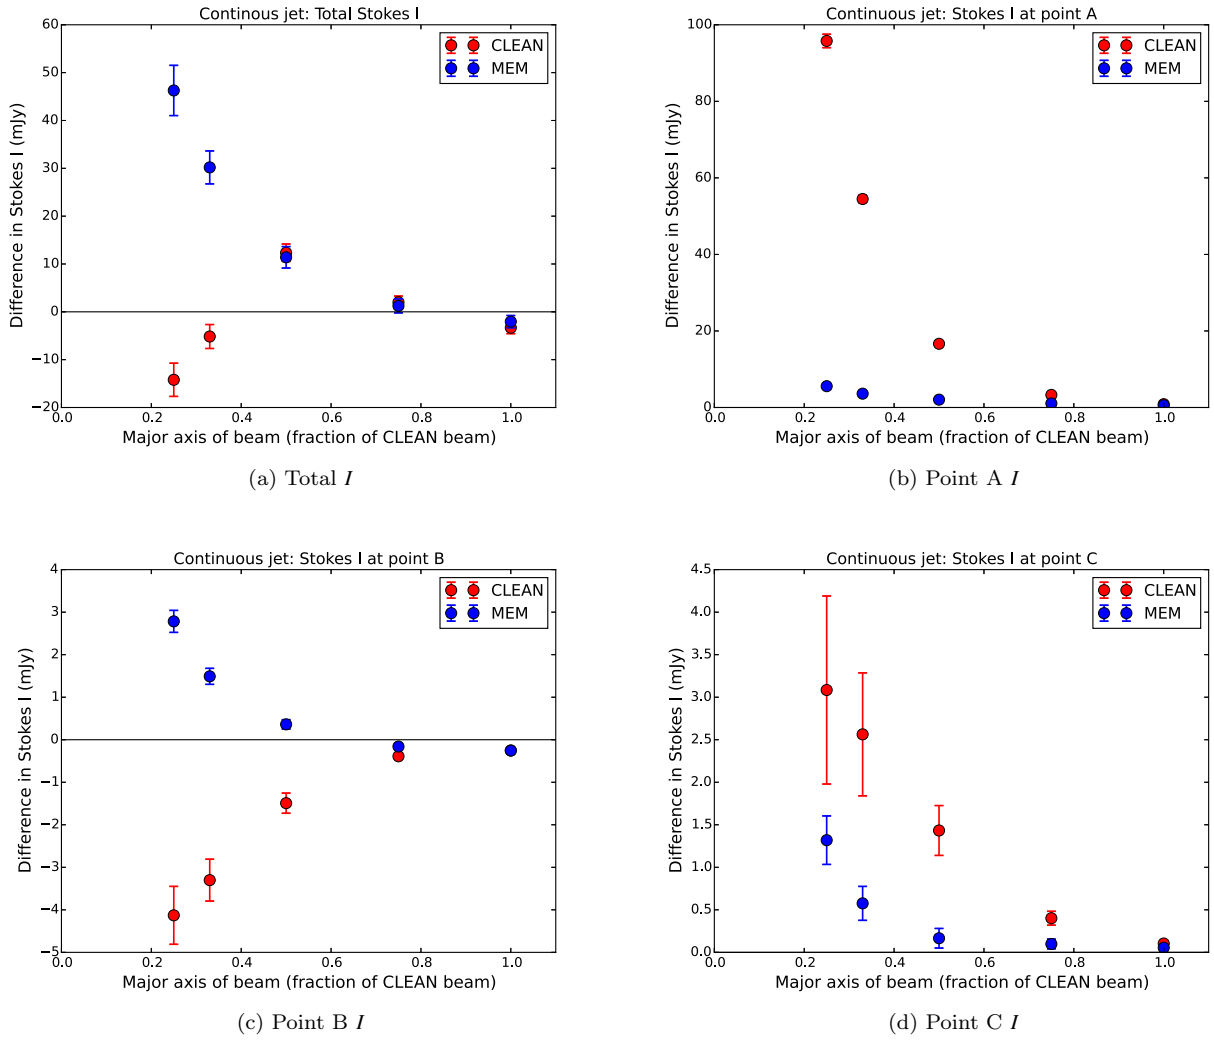 Continous jet: Total Stokes I
60
50
40
30
20
10
0
−10
−20
Difference in Stokes I (mJy)
CLEAN
MEM
0.0 0.2 0.4 0.6 0.8 1.0
Major axis of beam (fraction of CLEAN beam)
(a) Total I
Continuous jet: Stokes I at point A
100
80
60
40
20
0
Difference in Stokes I (mJy)
CLEAN
MEM
0.0 0.2 0.4 0.6 0.8 1.0
Major axis of beam (fraction of CLEAN beam)
(b) Point A I
Continuous jet: Stokes I at point B
4
3
2
1
0
−1
−2
−3
−4
−5
Difference in Stokes I (mJy)
CLEAN
MEM
0.0 0.2 0.4 0.6 0.8 1.0
Major axis of beam (fraction of CLEAN beam)
(c) Point B I
Continuous jet: Stokes I at point C
4.5
4.0
3.5
3.0
2.5
2.0
1.5
1.0
0.5
0.0
Difference in Stokes I (mJy)
CLEAN
MEM
0.0 0.2 0.4 0.6 0.8 1.0
Major axis of beam (fraction of CLEAN beam)
(d) Point C I